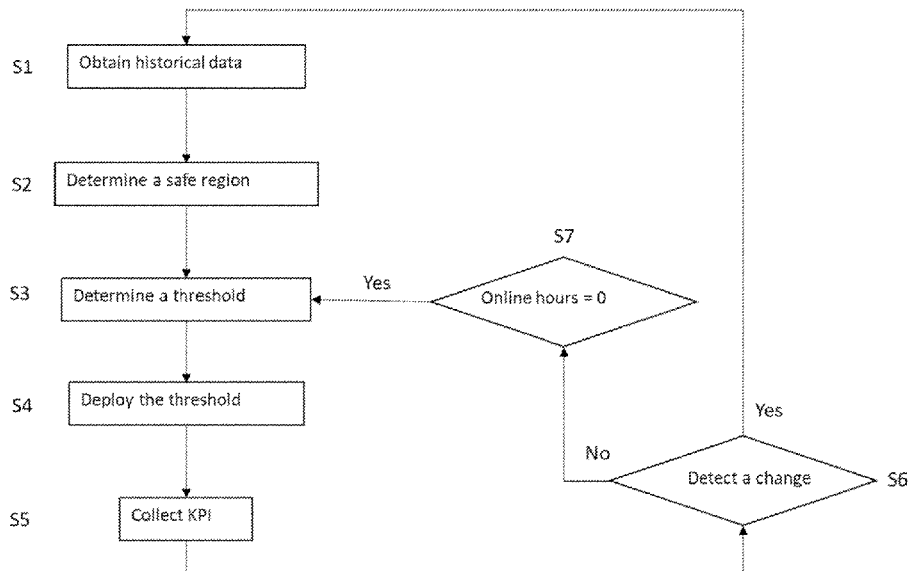 S1
Obtain historical data
S2
Determine a safe region
S7
Yes
Online hours = 0
S3
Determine a threshold
S4
Deploy the threshold
Yes
No
Detect a change
S6
S5
Collect KPI